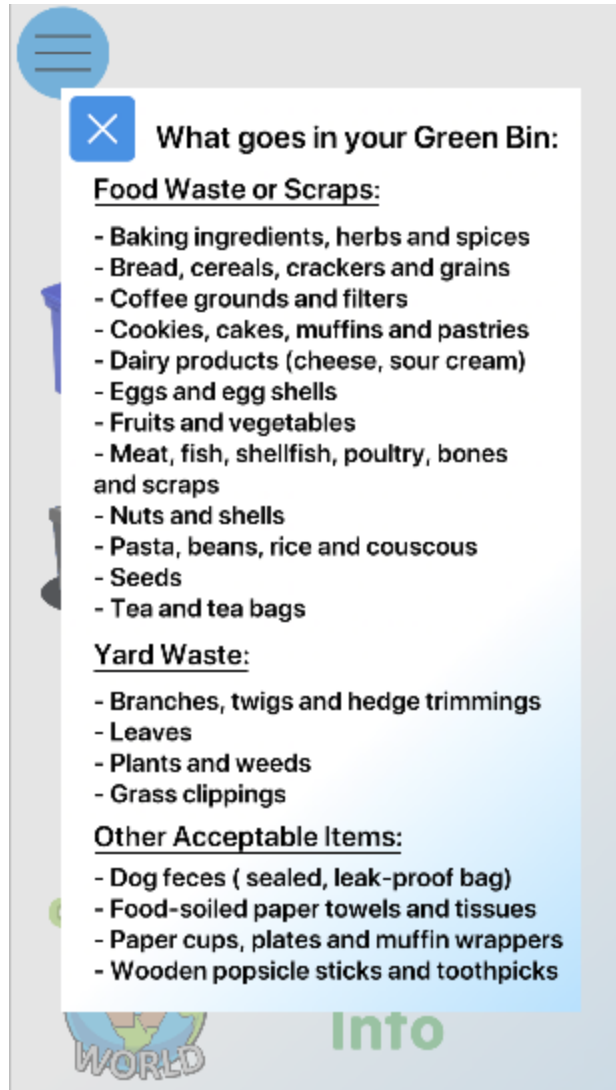 What goes in your Green Bin:
Food Waste or Scraps:
- Baking ingredients, herbs and spices
- Bread, cereals, crackers and grains
- Coffee grounds and filters
- Cookies, cakes, muffins and pastries
- Dairy products (cheese, sour cream)
- Eggs and egg shells
- Fruits and vegetables
- Meat, fish, shellfish, poultry, bones
and scraps
- Nuts and shells
- Pasta, beans, rice and couscous
- Seeds
- Tea and tea bags
Yard Waste:
- Branches, twigs and hedge trimmings
- Leaves
- Plants and weeds
- Grass clippings
Other Acceptable Items:
- Dog feces ( sealed, leak-proof bag)
- Food-soiled paper towels and tissues
- Paper cups, plates and muffin wrappers
- Wooden popsicle sticks and toothpicks
WORLD
Info